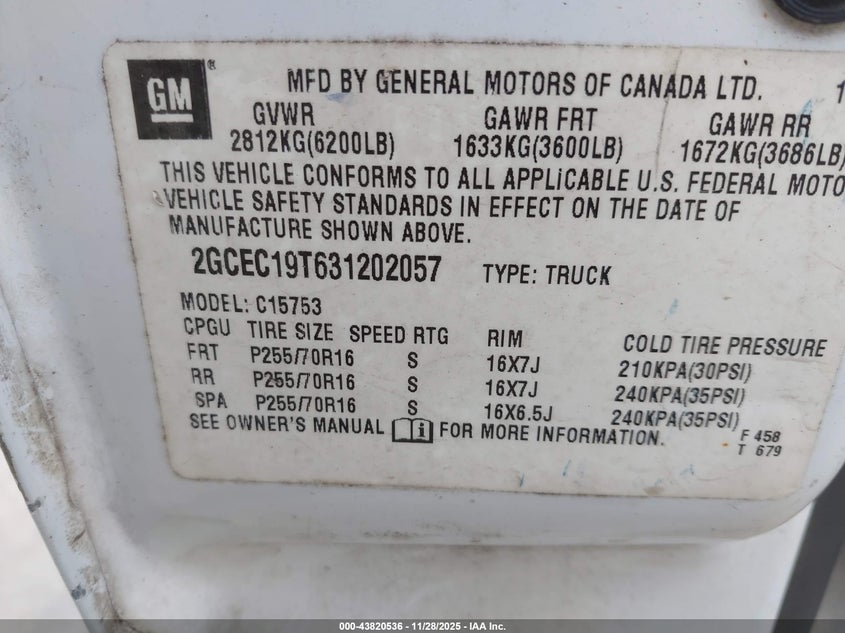 GM ®
MFD BY GENERAL MOTORS OF CANADA LTD. 1
GVWR GAWR FRT GAWR RR
2812KG(6200LB) 1633KG(3600LB) 1672KG(3686LB)
THIS VEHICLE CONFORMS TO ALL APPLICABLE U.S. FEDERAL MOTO
VEHICLE SAFETY STANDARDS IN EFFECT ON THE DATE OF
MANUFACTURE SHOWN ABOVE.
2GCEC19T631202057 TYPE: TRUCK
MODEL: C15753
CPGU TIRE SIZE SPEED RTG RIM COLD TIRE PRESSURE
FRT P255/70R16 S 16X7J 210KPA(30PSI)
RR P255/70R16 S 16X7J 240KPA(35PSI)
SPA P255/70R16 S 16X6.5J 240KPA(35PSI)
SEE OWNER'S MANUAL i FOR MORE INFORMATION. F 458
T 679
000-43820536 - 11/28/2025 - IAA Inc.